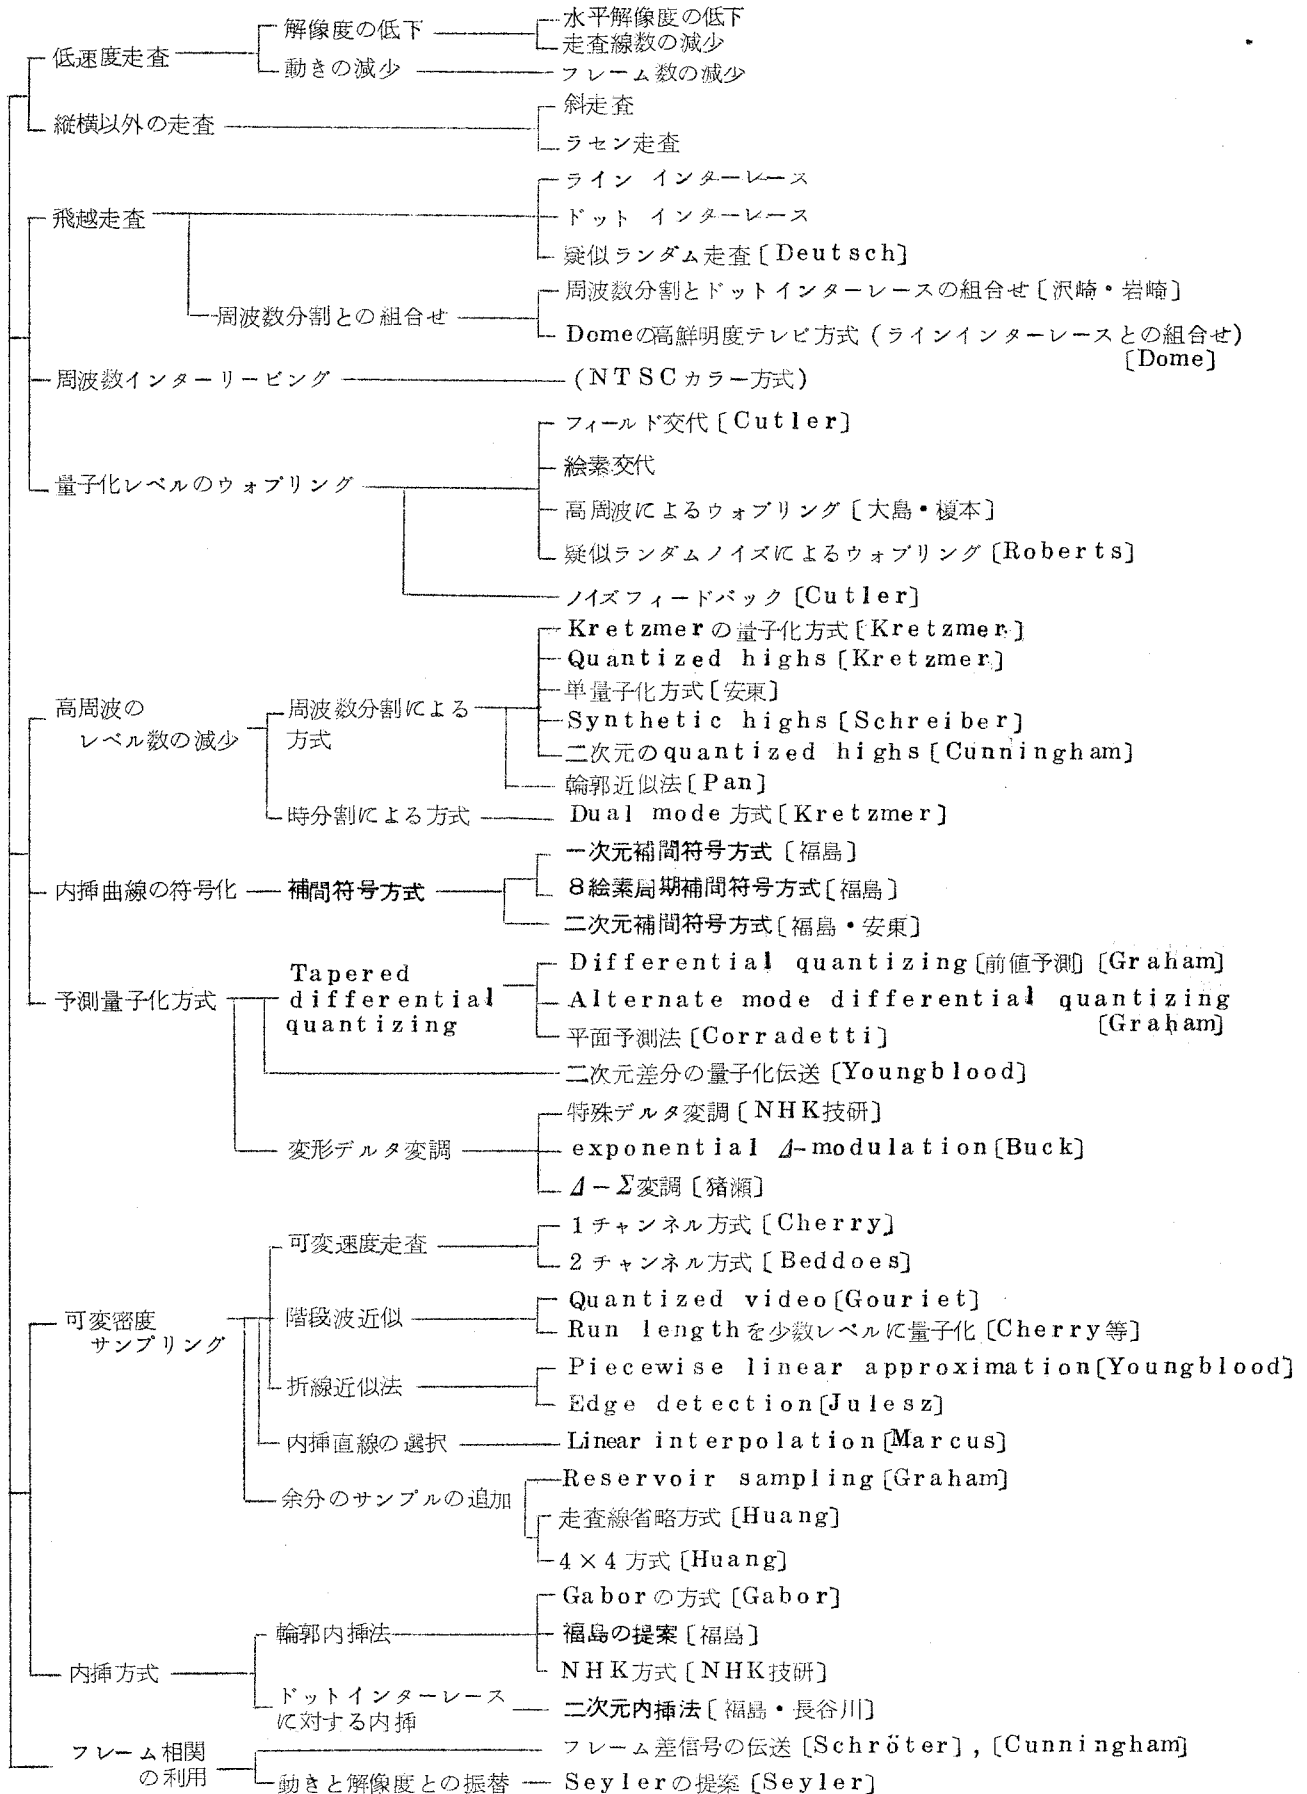 水平解像度の低下
解像度の低下
走査線数の減少
低速度走査
動きの減少
フレーム数の減少
斜走査
縦横以外の走査
ラセン走査
ライン インターレース
飛越走査
ドット インターレース
疑似ランダム走査〔Deutsch〕
周波数分割とドットインターレースの組合せ〔沢崎・岩崎〕
周波数分割との組合せ
Domeの高鮮明度テレビ方式(ラインインターレースとの組合せ)
〔Dome〕
周波数インターリービング
(NTSCカラー方式)
フィールド交代〔Cutler〕
絵素交代
量子化レベルのウォブリング
高周波によるウォブリング〔大島・榎本〕
疑似ランダムノイズによるウォブリング〔Roberts〕
ノイズフィードバック〔Cutler〕
Kretzmerの量子化方式〔Kretzmer〕
Quantized highs〔Kretzmer〕
単量子化方式〔安東〕
高周波の
レベル数の減少
周波数分割による
方式
Synthetic highs〔Schreiber〕
二次元のquantized highs〔Cunningham〕
輪郭近似法〔Pan〕
時分割による方式
Dual mode方式〔Kretzmer〕
一次元補間符号方式〔福島〕
内挿曲線の符号化
補間符号方式
8絵素周期補間符号方式〔福島〕
二次元補間符号方式〔福島・安東〕
Differential quantizing〔前値予測〕〔Graham〕
予測量子化方式
Tapered
differential
quantizing
Alternate mode differential quantizing
〔Graham〕
平面予測法〔Corradetti〕
二次元差分の量子化伝送〔Youngblood〕
特殊デルタ変調〔NHK技研〕
変形デルタ変調
exponential Δ-modulation〔Buck〕
Δ-Σ変調〔猪瀬〕
1チャンネル方式〔Cherry〕
可変速度走査
2チャンネル方式〔Beddoes〕
可変密度
サンプリング
Quantized video〔Gouriet〕
階段波近似
Run lengthを少数レベルに量子化〔Cherry等〕
Piecewise linear approximation〔Youngblood〕
折線近似法
Edge detection〔Julesz〕
内挿直線の選択
Linear interpolation〔Marcus〕
Reservoir sampling〔Graham〕
余分のサンプルの追加
走査線省略方式〔Huang〕
4×4方式〔Huang〕
Gaborの方式〔Gabor〕
輪郭内挿法
福島の提案〔福島〕
内挿方式
NHK方式〔NHK技研〕
ドットインターレース
に対する内挿
二次元内挿法〔福島・長谷川〕
フレーム相関
の利用
フレーム差信号の伝送〔Schröter〕,〔Cunningham〕
動きと解像度との振替
Seylerの提案〔Seyler〕